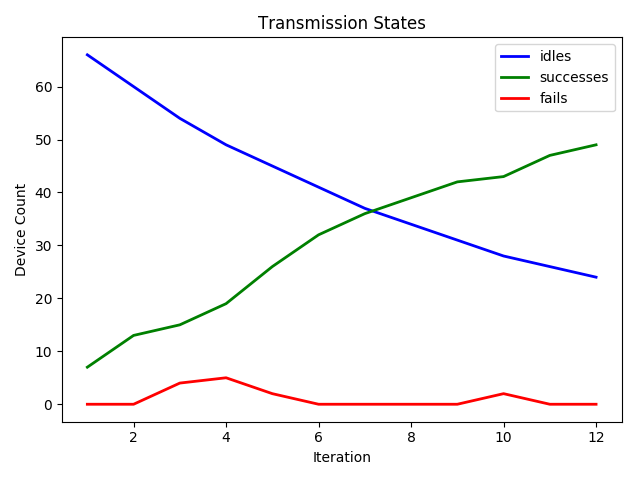 Transmission States
idles
successes
fails
Device Count
60
50
40
30
20
10
0
2 4 6 8 10 12
Iteration